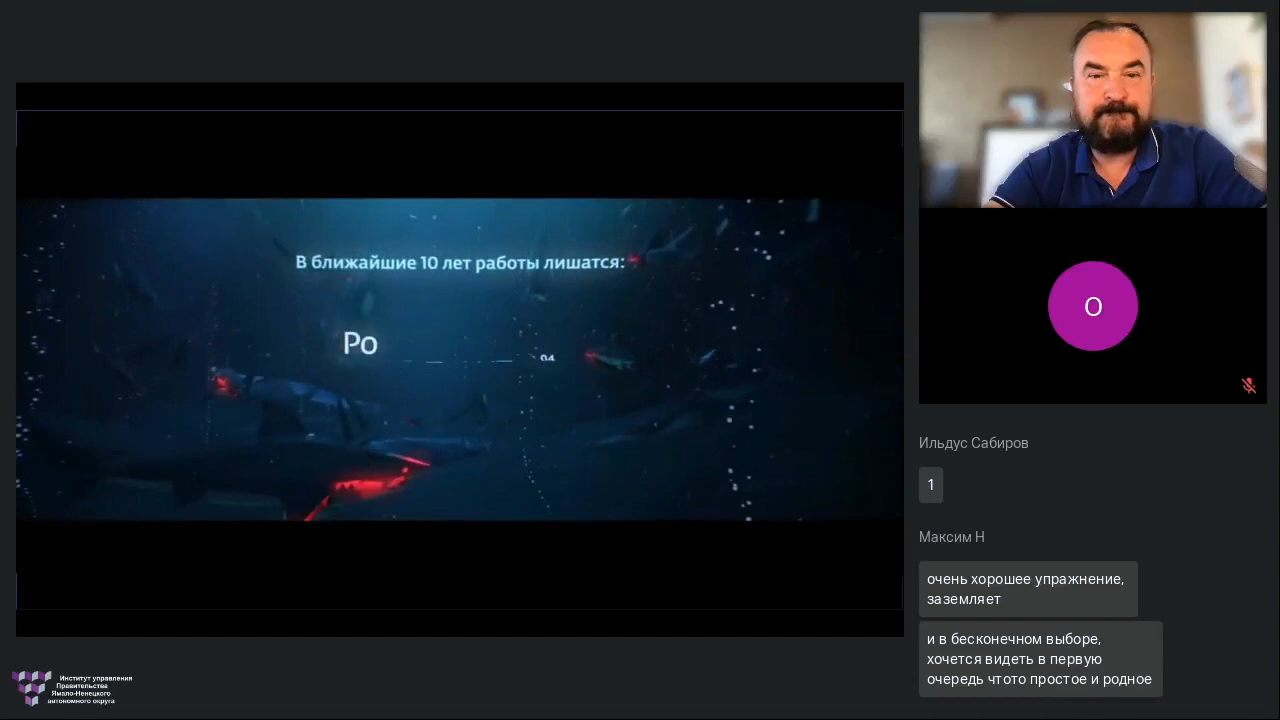 В ближайшие 10 лет работы лишатся:
Ро
94
О
Ильдус Сабиров
1
Максим Н
очень хорошее упражнение,
заземляет
и в бесконечном выборе,
хочется видеть в первую
очередь чтото простое и родное
Институт управления
Правительства
Ямало-Ненецкого
автономного округа